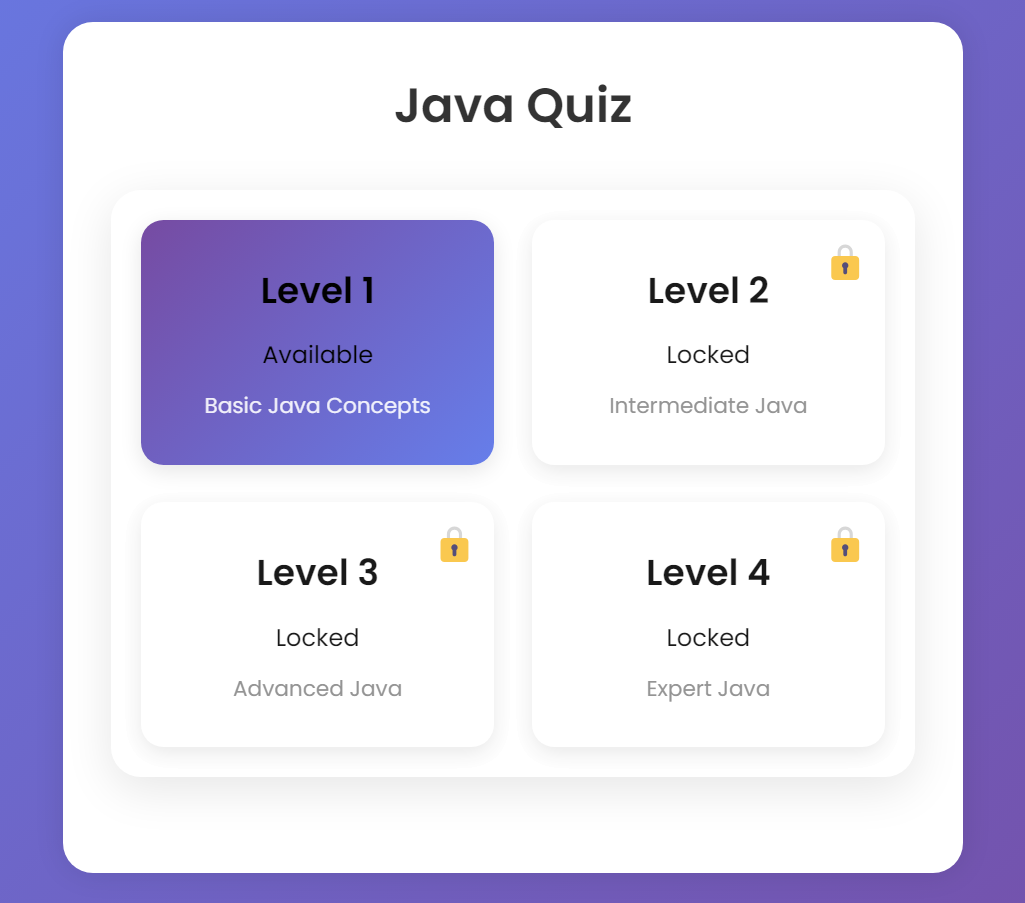 Java Quiz
Level 1
Available
Basic Java Concepts
Level 2
Locked
Intermediate Java
Level 3
Locked
Advanced Java
Level 4
Locked
Expert Java